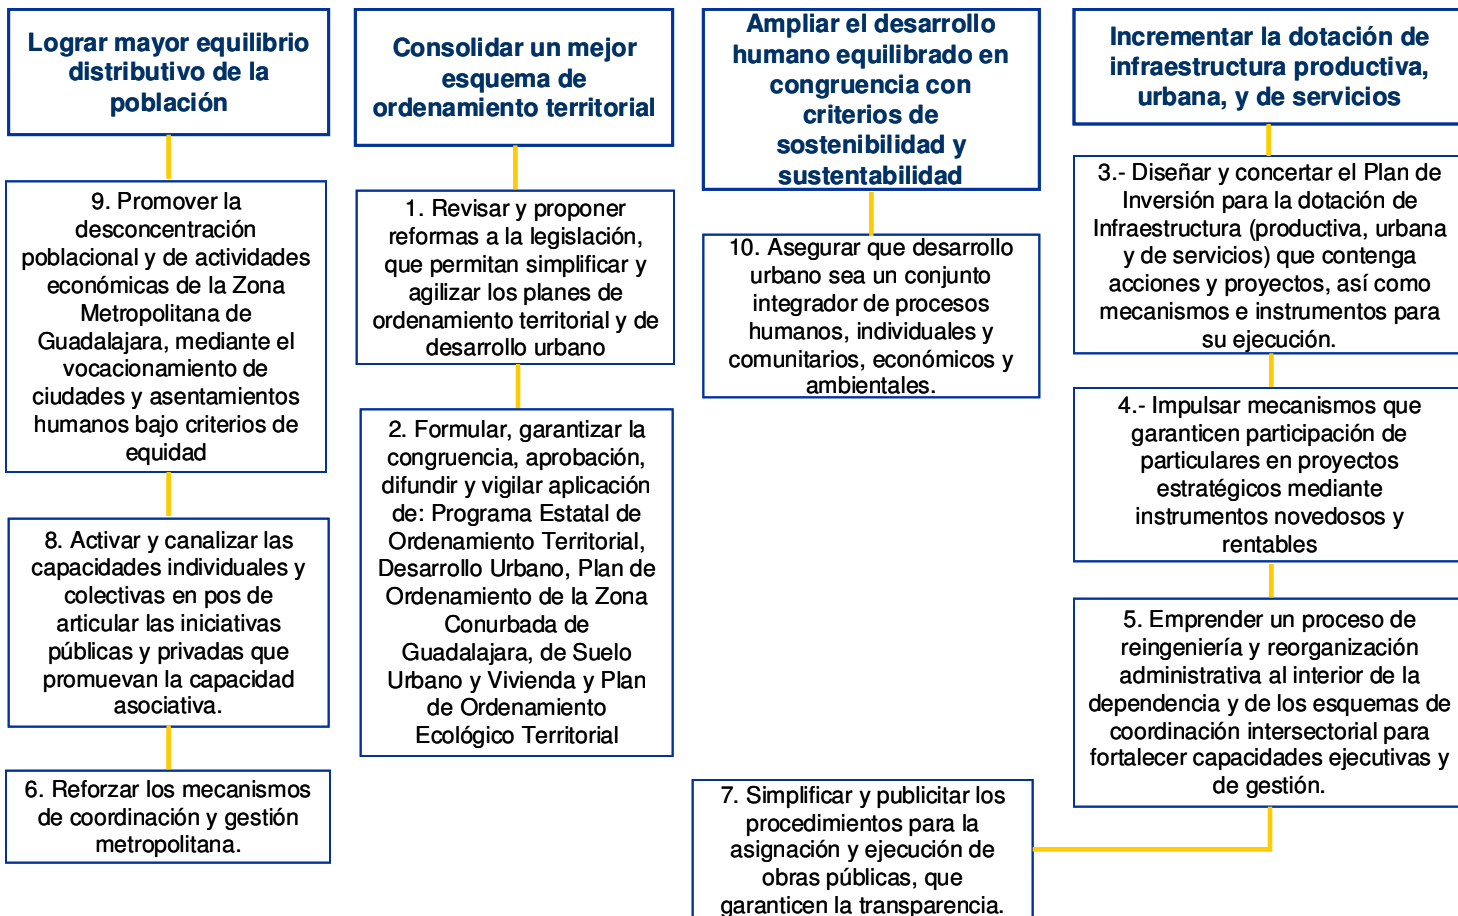 Lograr mayor equilibrio
distributivo de la
población
9. Promover la
desconcentración
poblacional y de actividades
económicas de la Zona
Metropolitana de
Guadalajara, mediante el
vocacionamiento de
ciudades y asentamientos
humanos bajo criterios de
equidad
8. Activar y canalizar las
capacidades individuales y
colectivas en pos de
articular las iniciativas
públicas y privadas que
promuevan la capacidad
asociativa.
6. Reforzar los mecanismos
de coordinación y gestión
metropolitana.
Consolidar un mejor
esquema de
ordenamiento territorial
1. Revisar y proponer
reformas a la legislación,
que permitan simplificar y
agilizar los planes de
ordenamiento territorial y de
desarrollo urbano
2. Formular, garantizar la
congruencia, aprobación,
difundir y vigilar aplicación
de: Programa Estatal de
Ordenamiento Territorial,
Desarrollo Urbano, Plan de
Ordenamiento de la Zona
Conurbada de
Guadalajara, de Suelo
Urbano y Vivienda y Plan
de Ordenamiento
Ecológico Territorial
Ampliar el desarrollo
humano equilibrado en
congruencia con
criterios de
sostenibilidad y
sustentabilidad
10. Asegurar que desarrollo
urbano sea un conjunto
integrador de procesos
humanos, individuales y
comunitarios, económicos y
ambientales.
Incrementar la dotación de
infraestructura productiva,
urbana, y de servicios
3.- Diseñar y concertar el Plan de
Inversión para la dotación de
Infraestructura (productiva, urbana
y de servicios) que contenga
acciones y proyectos, así como
mecanismos e instrumentos para
su ejecución.
4.- Impulsar mecanismos que
garanticen participación de
particulares en proyectos
estratégicos mediante
instrumentos novedosos y
rentables
5. Emprender un proceso de
reingeniería y reorganización
administrativa al interior de la
dependencia y de los esquemas de
coordinación intersectorial para
fortalecer capacidades ejecutivas y
de gestión.
7. Simplificar y publicitar los
procedimientos para la
asignación y ejecución de
obras públicas, que
garanticen la transparencia.